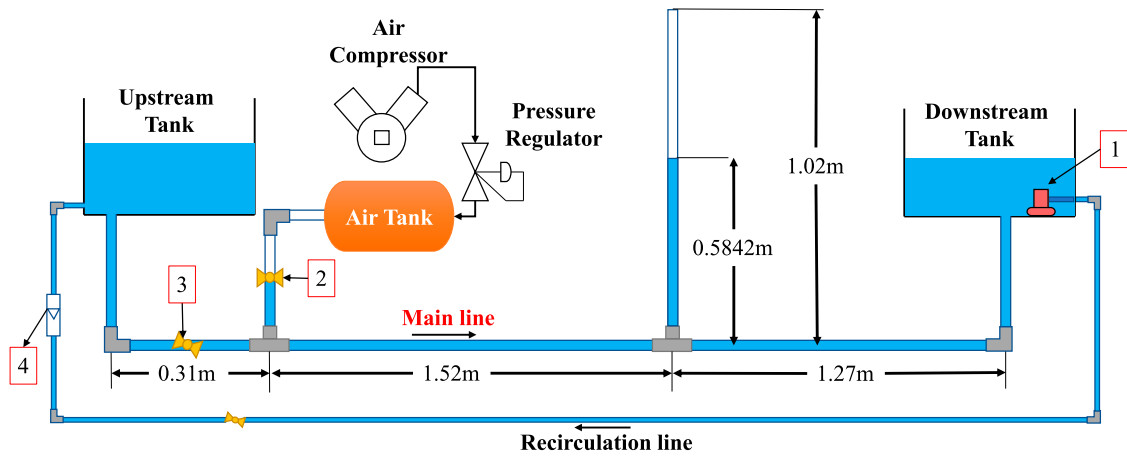 Air
Compressor
Upstream
Tank
Pressure
Regulator
Downstream
Tank
1
1.02m
Air Tank
0.5842m
2
3
Main line
4
0.31m
1.52m
1.27m
Recirculation line